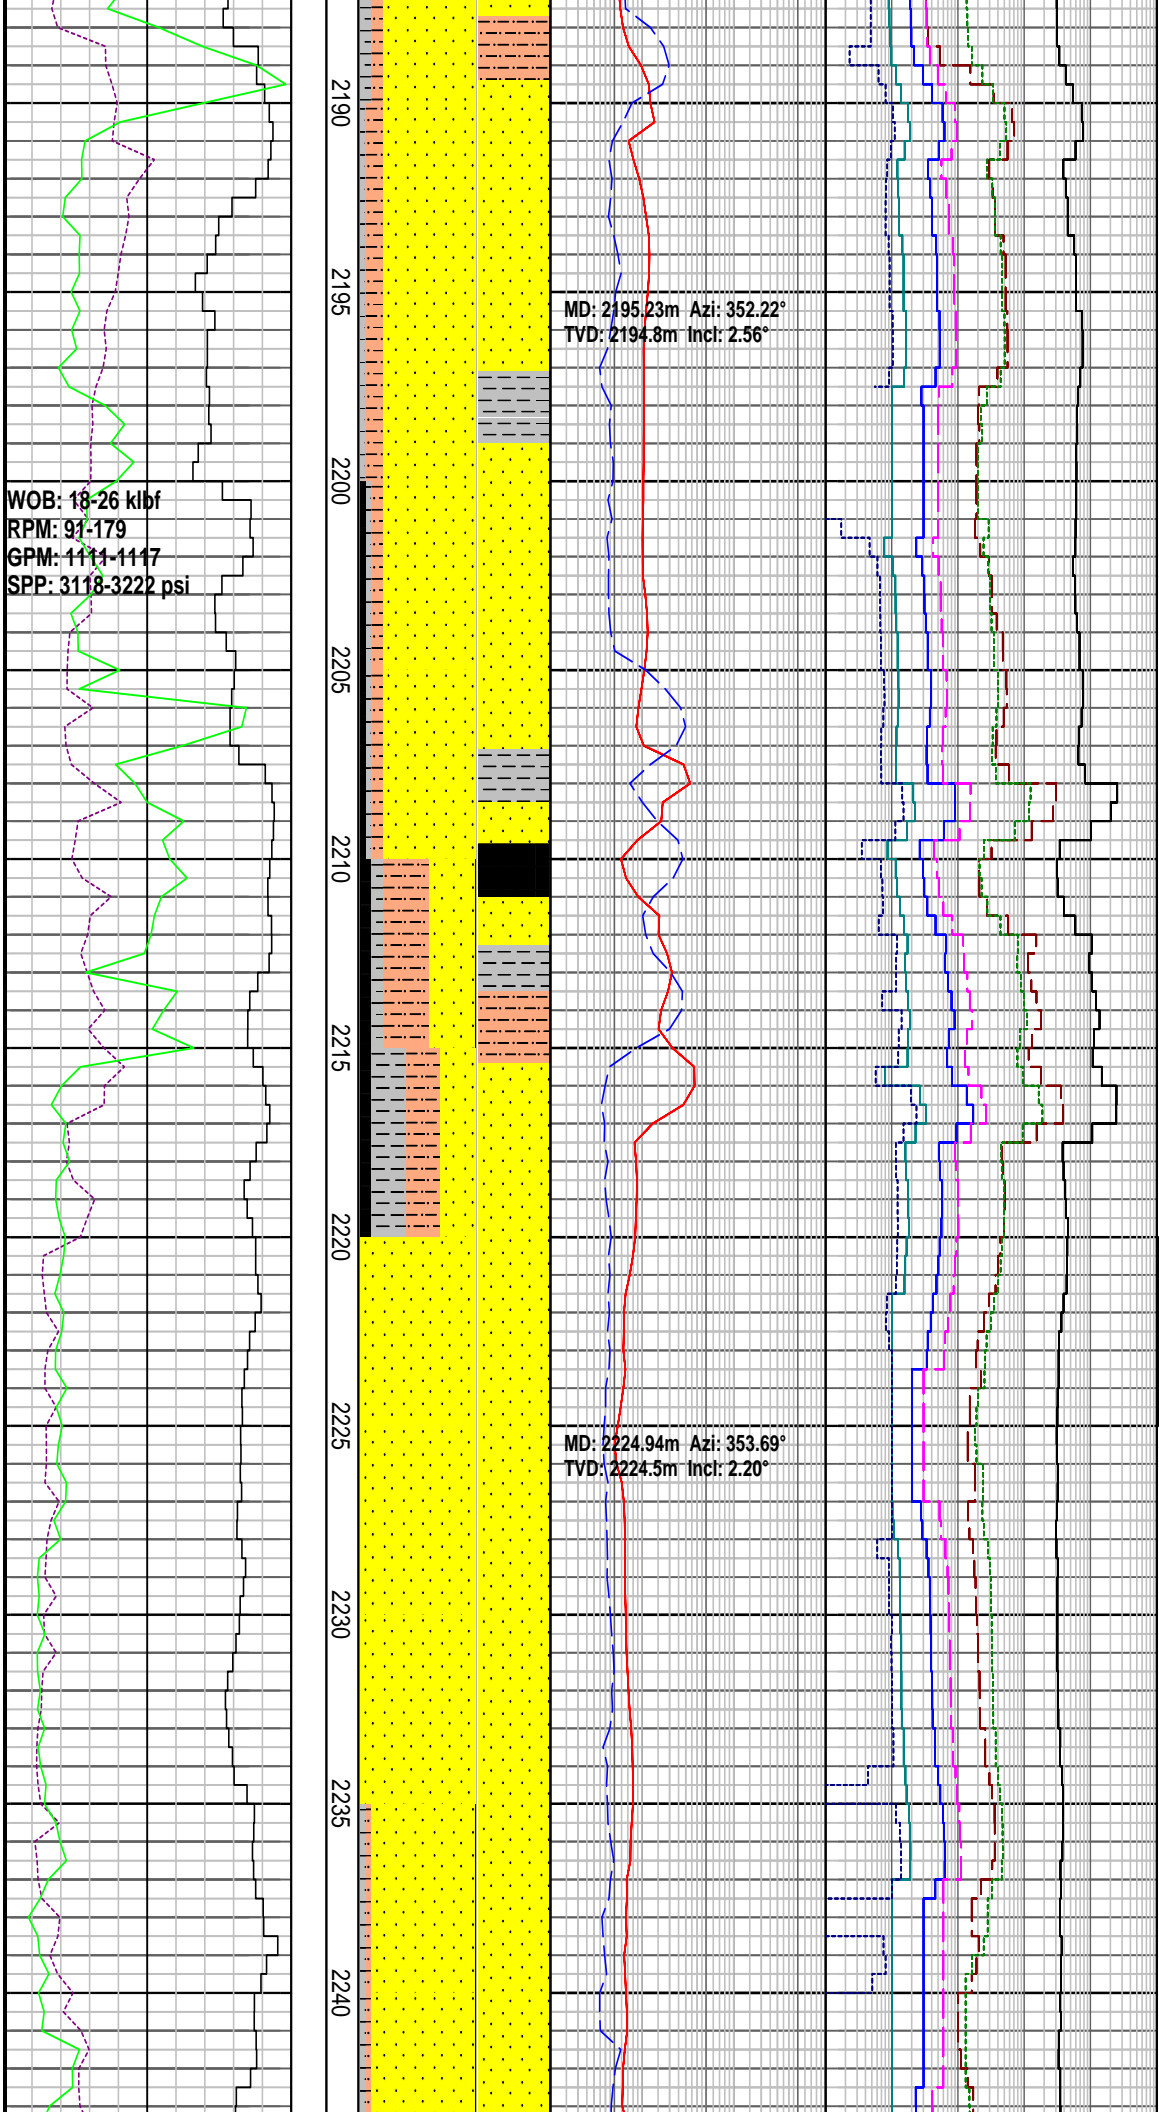 2190
2195
MD: 2195.23m Azi: 352.22°
TVD: 2194.8m Incl: 2.56°
2200
WOB: 18-26 klbf
RPM: 91-179
GPM: 1111-1117
SPP: 3118-3222 psi
2205
2210
2215
2220
2225
MD: 2224.94m Azi: 353.69°
TVD: 2224.5m Incl: 2.20°
2230
2235
2240